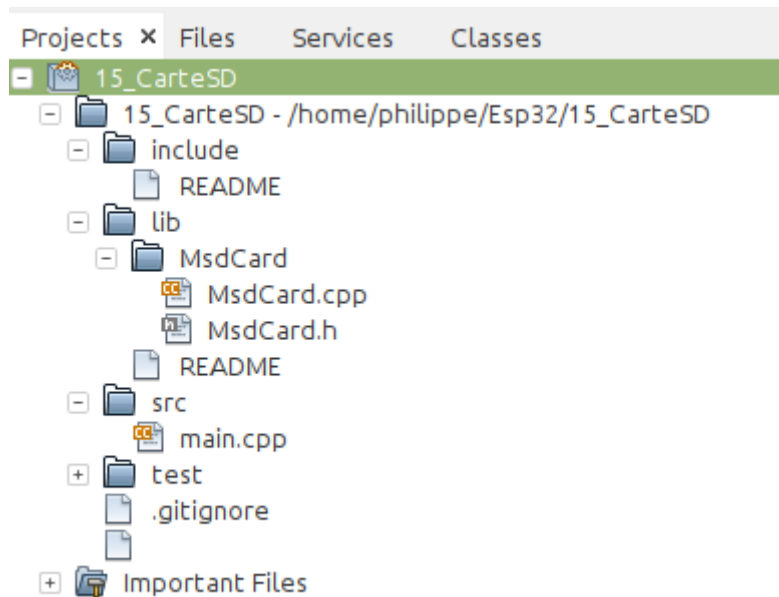 Projects × Files Services Classes
15_CarteSD
15_CarteSD - /home/philippe/Esp32/15_CarteSD
include
README
lib
MsdCard
MsdCard.cpp
MsdCard.h
README
src
main.cpp
test
.gitignore
Important Files